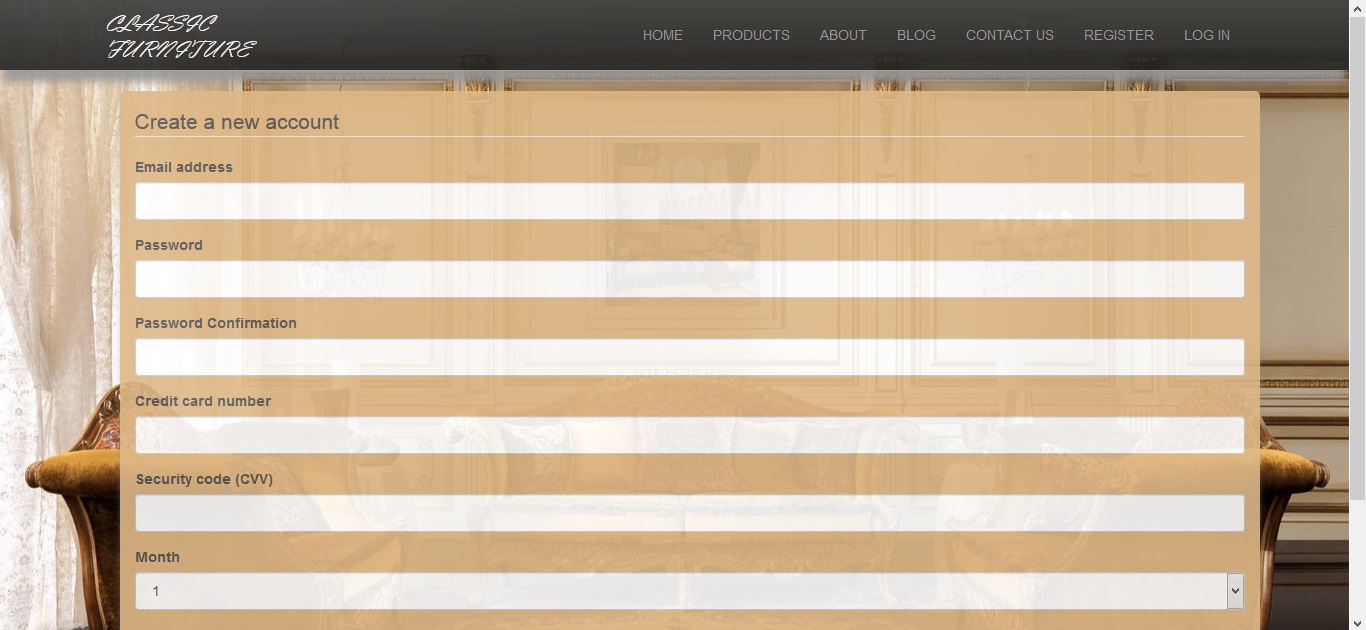 CLASSIC
FURNITURE
HOME PRODUCTS ABOUT BLOG CONTACT US REGISTER LOG IN
Create a new account
Email address
Password
Password Confirmation
Credit card number
Security code (CVV)
Month
1